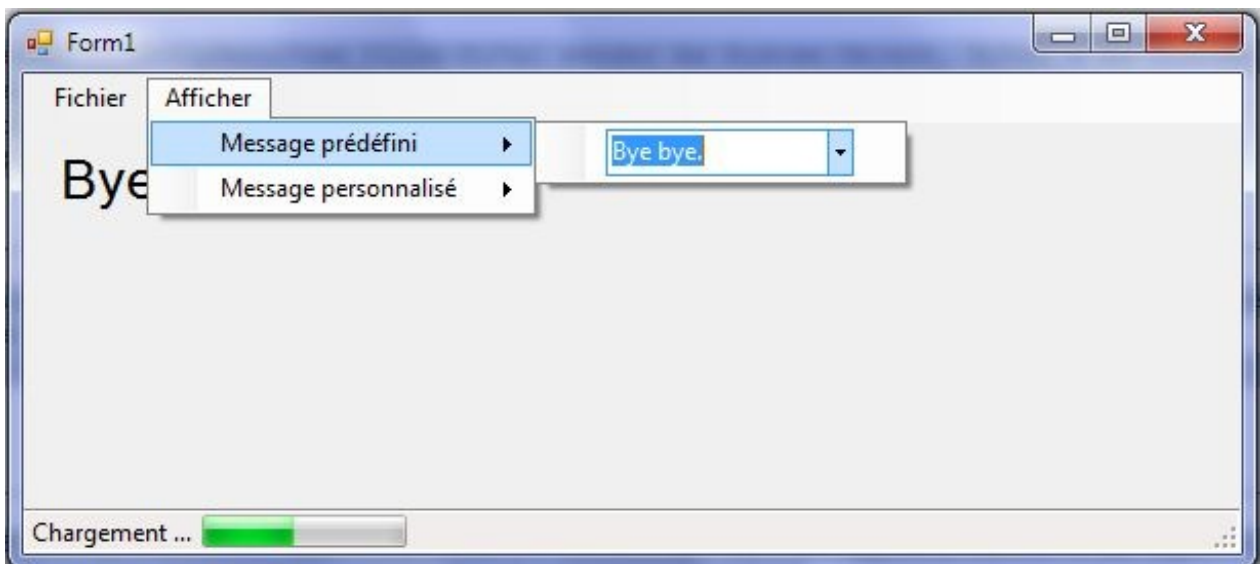 Form1
Fichier Afficher
Message prédéfini
Bye bye.
Message personnalisé
Bye
Chargement ...